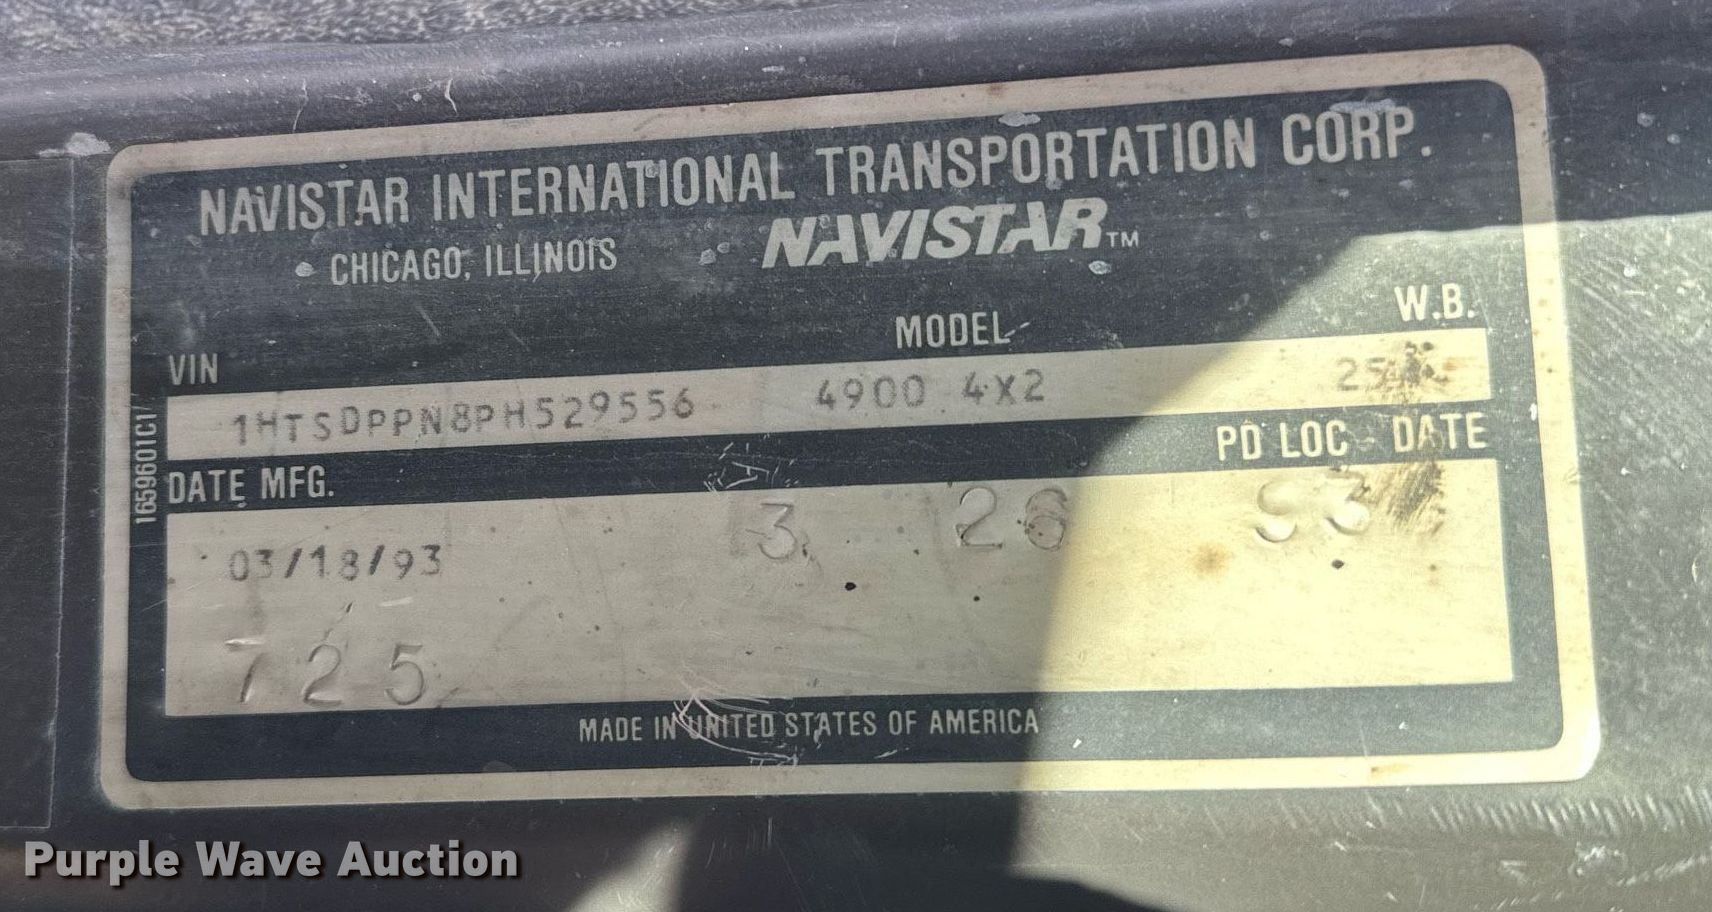 NAVISTAR INTERNATIONAL TRANSPORTATION CORP.
• CHICAGO, ILLINOIS NAVISTAR™
VIN MODEL W.B.
1HTSDPPN8PH529556 4900 4X2
1659601C1
DATE MFG. PD LOC - DATE
03/18/93 3 26 93
725
MADE IN UNITED STATES OF AMERICA
Purple Wave Auction